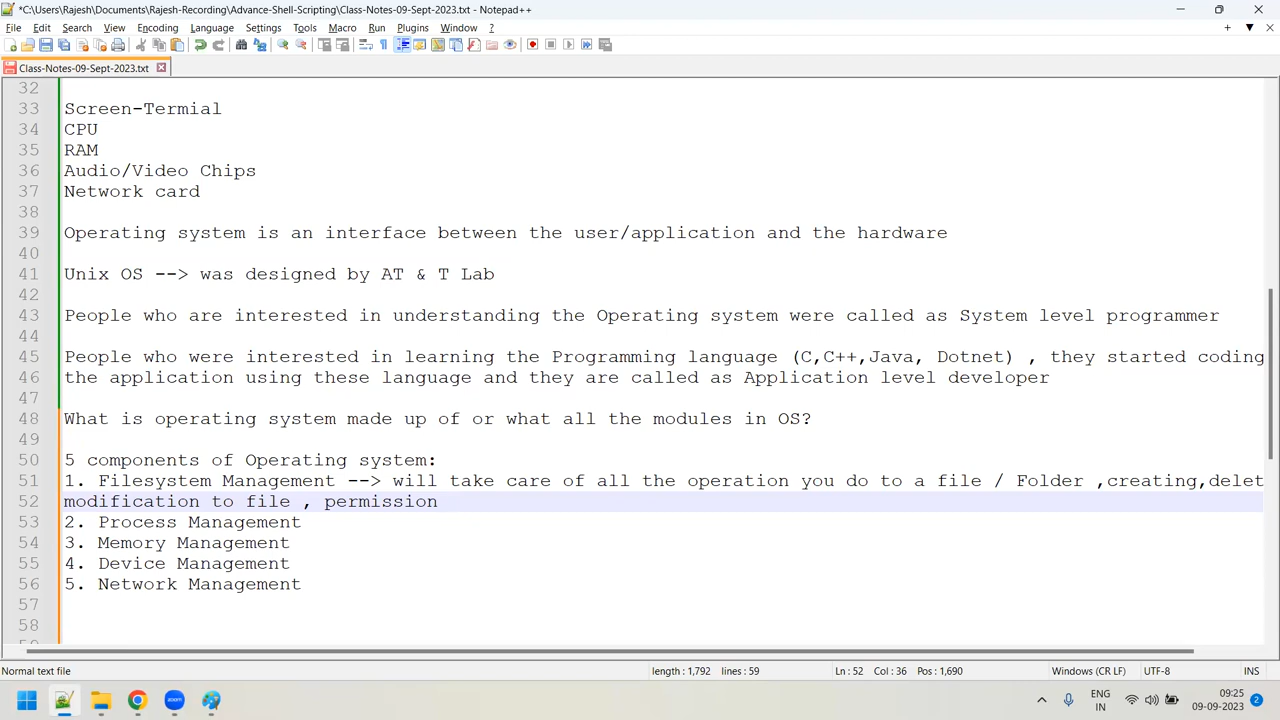 *C:\Users\Rajesh\Documents\Rajesh-Recording\Advance-Shell-Scripting\Class-Notes-09-Sept-2023.txt - Notepad++
File Edit Search View Encoding Language Settings Tools Macro Run Plugins Window ?
Class-Notes-09-Sept-2023.txt
32
33 Screen-Termial
34 CPU
35 RAM
36 Audio/Video Chips
37 Network card
38
39 Operating system is an interface between the user/application and the hardware
40
41 Unix OS --> was designed by AT & T Lab
42
43 People who are interested in understanding the Operating system were called as System level programmer
44
45 People who were interested in learning the Programming language (C,C++,Java, Dotnet) , they started coding
46 the application using these language and they are called as Application level developer
47
48 What is operating system made up of or what all the modules in OS?
49
50 5 components of Operating system:
51 1. Filesystem Management --> will take care of all the operation you do to a file / Folder ,creating,delet
52 modification to file , permission
53 2. Process Management
54 3. Memory Management
55 4. Device Management
56 5. Network Management
57
58
Normal text file length : 1,792 lines : 59 Ln : 52 Col : 36 Pos : 1,690 Windows (CR LF) UTF-8 INS
zoom ENG 09:25
IN 09-09-2023 2